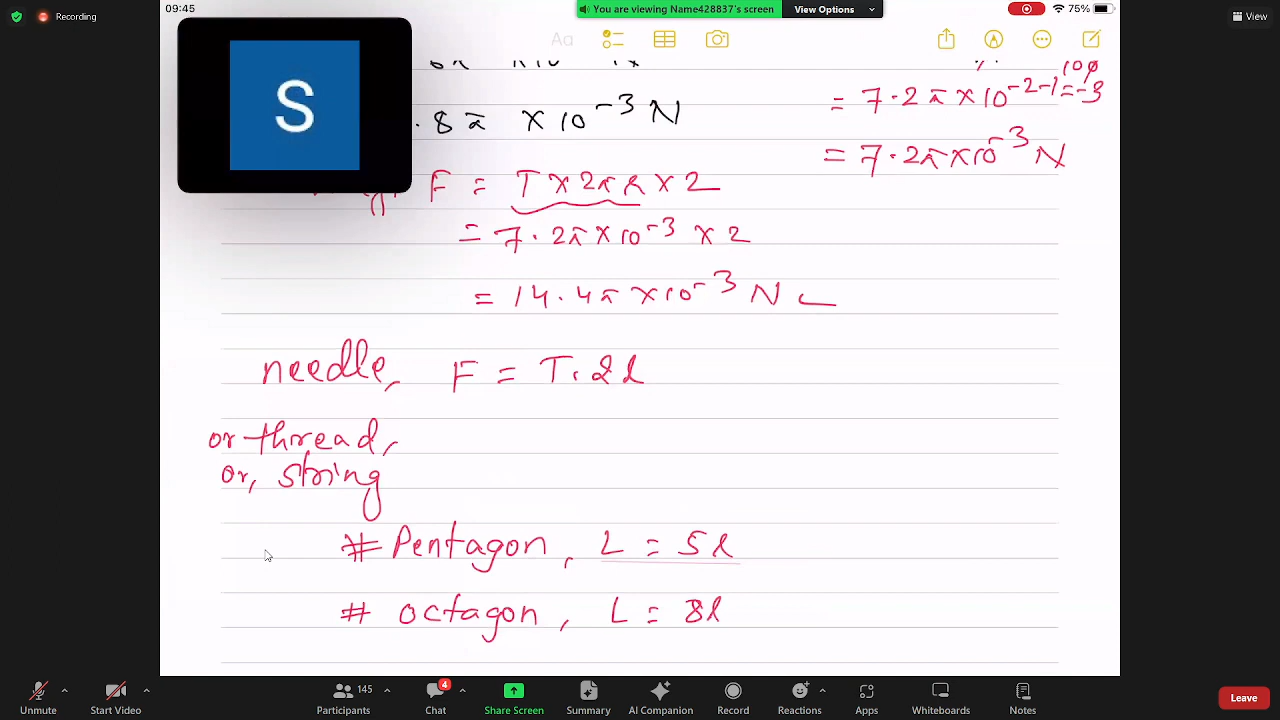 09:45
Recording
You are viewing Name428837's screen
View Options
75%
View
Aa
S
.8π ×10⁻³ N
= 7.2π×10⁻²⁻¹⁼⁻³
= 7.2π×10⁻³ N
F = T×2πR×2
= 7.2π×10⁻³ ×2
= 14.4π×10⁻³ N
needle, F = T.2l
or thread,
or, string
# Pentagon, L = 5l
# octagon, L = 8l
Unmute
Start Video
145
Participants
4
Chat
Share Screen
Summary
AI Companion
Record
Reactions
Apps
Whiteboards
Notes
Leave